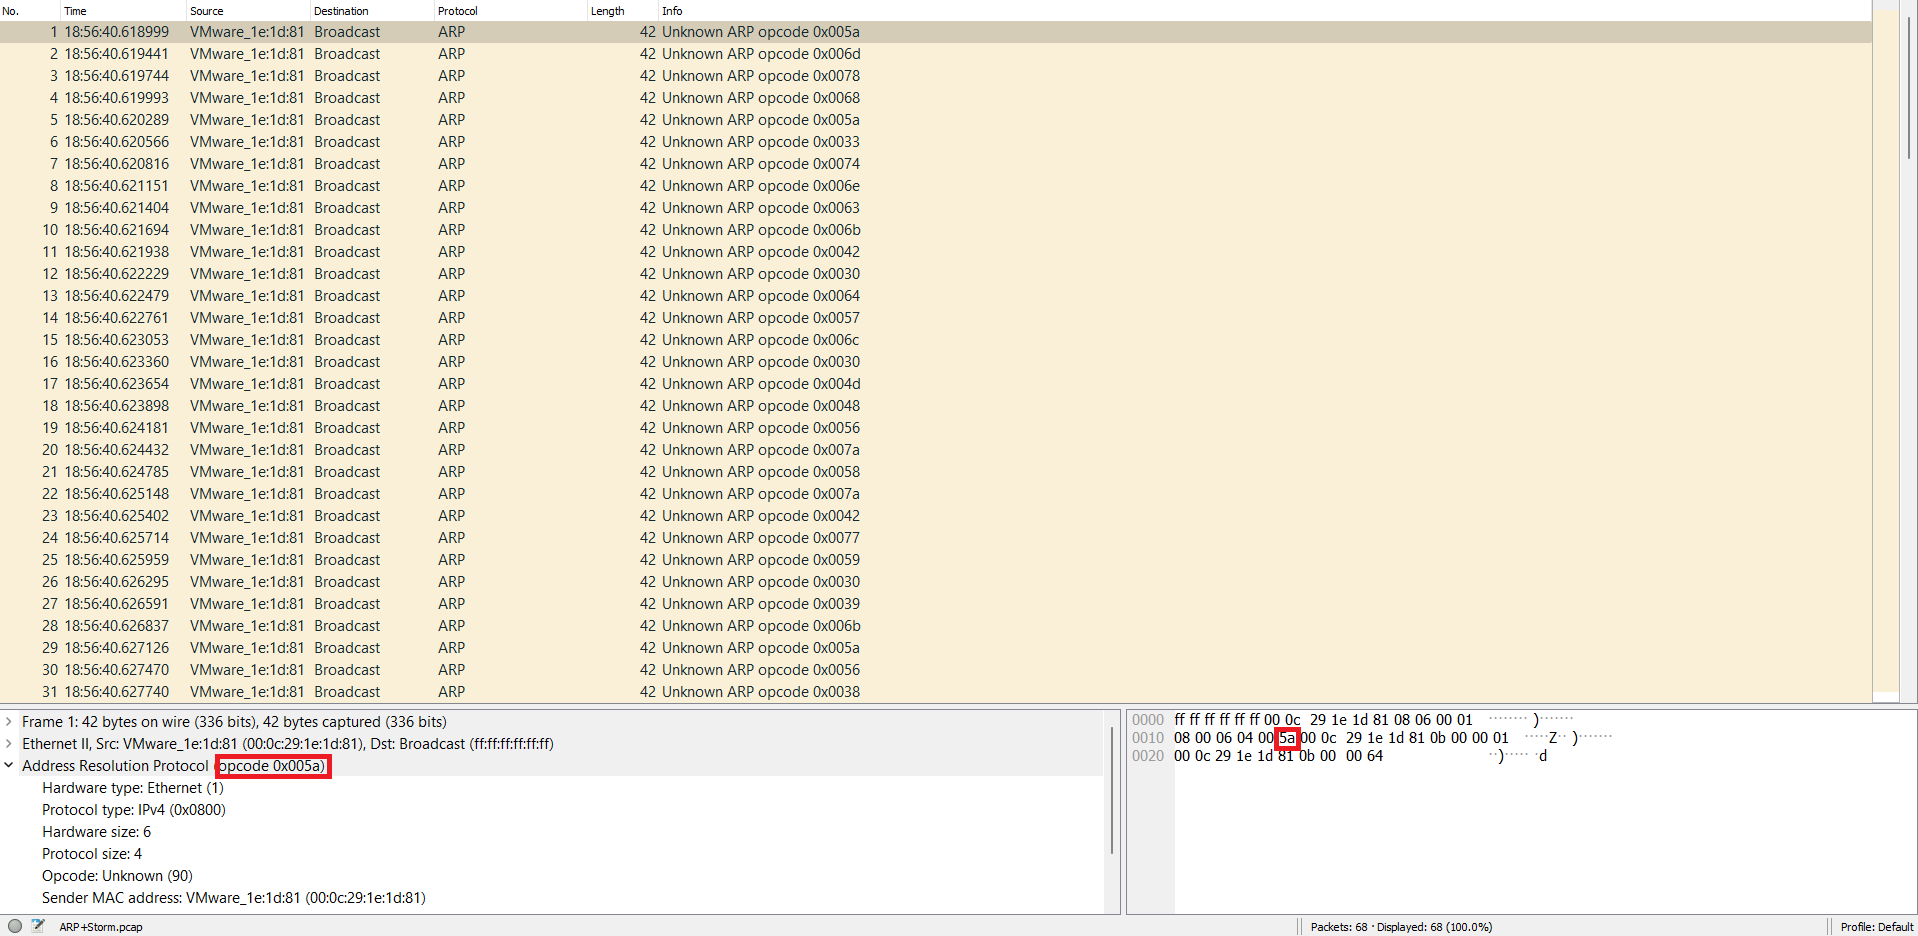 No. Time Source Destination Protocol Length Info
1 18:56:40.618999 VMware_1e:1d:81 Broadcast ARP 42 Unknown ARP opcode 0x005a
2 18:56:40.619441 VMware_1e:1d:81 Broadcast ARP 42 Unknown ARP opcode 0x006d
3 18:56:40.619744 VMware_1e:1d:81 Broadcast ARP 42 Unknown ARP opcode 0x0078
4 18:56:40.619993 VMware_1e:1d:81 Broadcast ARP 42 Unknown ARP opcode 0x0068
5 18:56:40.620289 VMware_1e:1d:81 Broadcast ARP 42 Unknown ARP opcode 0x005a
6 18:56:40.620566 VMware_1e:1d:81 Broadcast ARP 42 Unknown ARP opcode 0x0033
7 18:56:40.620816 VMware_1e:1d:81 Broadcast ARP 42 Unknown ARP opcode 0x0074
8 18:56:40.621151 VMware_1e:1d:81 Broadcast ARP 42 Unknown ARP opcode 0x006e
9 18:56:40.621404 VMware_1e:1d:81 Broadcast ARP 42 Unknown ARP opcode 0x0063
10 18:56:40.621694 VMware_1e:1d:81 Broadcast ARP 42 Unknown ARP opcode 0x006b
11 18:56:40.621938 VMware_1e:1d:81 Broadcast ARP 42 Unknown ARP opcode 0x0042
12 18:56:40.622229 VMware_1e:1d:81 Broadcast ARP 42 Unknown ARP opcode 0x0030
13 18:56:40.622479 VMware_1e:1d:81 Broadcast ARP 42 Unknown ARP opcode 0x0064
14 18:56:40.622761 VMware_1e:1d:81 Broadcast ARP 42 Unknown ARP opcode 0x0057
15 18:56:40.623053 VMware_1e:1d:81 Broadcast ARP 42 Unknown ARP opcode 0x006c
16 18:56:40.623360 VMware_1e:1d:81 Broadcast ARP 42 Unknown ARP opcode 0x0030
17 18:56:40.623654 VMware_1e:1d:81 Broadcast ARP 42 Unknown ARP opcode 0x004d
18 18:56:40.623898 VMware_1e:1d:81 Broadcast ARP 42 Unknown ARP opcode 0x0048
19 18:56:40.624181 VMware_1e:1d:81 Broadcast ARP 42 Unknown ARP opcode 0x0056
20 18:56:40.624432 VMware_1e:1d:81 Broadcast ARP 42 Unknown ARP opcode 0x007a
21 18:56:40.624785 VMware_1e:1d:81 Broadcast ARP 42 Unknown ARP opcode 0x0058
22 18:56:40.625148 VMware_1e:1d:81 Broadcast ARP 42 Unknown ARP opcode 0x007a
23 18:56:40.625402 VMware_1e:1d:81 Broadcast ARP 42 Unknown ARP opcode 0x0042
24 18:56:40.625714 VMware_1e:1d:81 Broadcast ARP 42 Unknown ARP opcode 0x0077
25 18:56:40.625959 VMware_1e:1d:81 Broadcast ARP 42 Unknown ARP opcode 0x0059
26 18:56:40.626295 VMware_1e:1d:81 Broadcast ARP 42 Unknown ARP opcode 0x0030
27 18:56:40.626591 VMware_1e:1d:81 Broadcast ARP 42 Unknown ARP opcode 0x0039
28 18:56:40.626837 VMware_1e:1d:81 Broadcast ARP 42 Unknown ARP opcode 0x006b
29 18:56:40.627126 VMware_1e:1d:81 Broadcast ARP 42 Unknown ARP opcode 0x005a
30 18:56:40.627470 VMware_1e:1d:81 Broadcast ARP 42 Unknown ARP opcode 0x0056
31 18:56:40.627740 VMware_1e:1d:81 Broadcast ARP 42 Unknown ARP opcode 0x0038
Frame 1: 42 bytes on wire (336 bits), 42 bytes captured (336 bits)
Ethernet II, Src: VMware_1e:1d:81 (00:0c:29:1e:1d:81), Dst: Broadcast (ff:ff:ff:ff:ff:ff)
Address Resolution Protocol (opcode 0x005a)
Hardware type: Ethernet (1)
Protocol type: IPv4 (0x0800)
Hardware size: 6
Protocol size: 4
Opcode: Unknown (90)
Sender MAC address: VMware_1e:1d:81 (00:0c:29:1e:1d:81)
0000 ff ff ff ff ff ff 00 0c 29 1e 1d 81 08 06 00 01 ········ )·······
0010 08 00 06 04 00 5a 00 0c 29 1e 1d 81 0b 00 00 01 ·····Z·· )·······
0020 00 0c 29 1e 1d 81 0b 00 00 64 ··)····· ·d
ARP+Storm.pcap
Packets: 68 · Displayed: 68 (100.0%)
Profile: Default